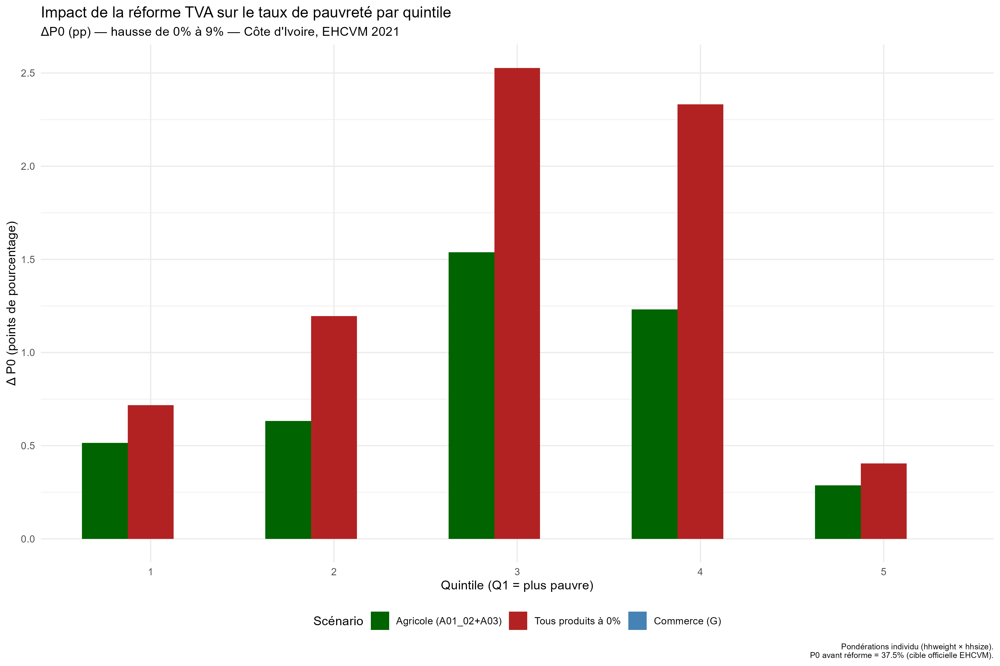 Impact de la réforme TVA sur le taux de pauvreté par quintile
ΔP0 (pp) — hausse de 0% à 9% — Côte d'Ivoire, EHCVM 2021
Δ P0 (points de pourcentage)
2.5
2.0
1.5
1.0
0.5
0.0
1 2 3 4 5
Quintile (Q1 = plus pauvre)
Scénario Agricole (A01_02+A03) Tous produits à 0% Commerce (G)
Pondérations individu (hhweight × hhsize).
P0 avant réforme = 37.5% (cible officielle EHCVM).